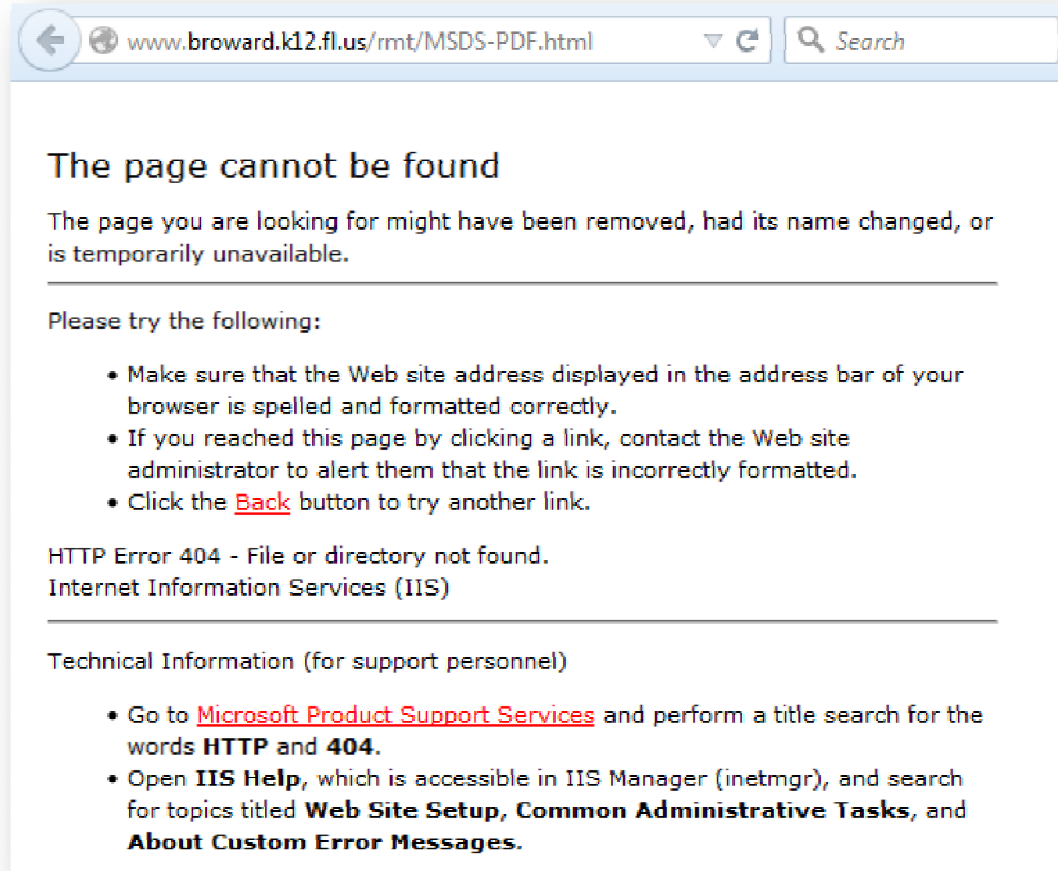 www.broward.k12.fl.us/rmt/MSDS-PDF.html
Search
The page cannot be found
The page you are looking for might have been removed, had its name changed, or
is temporarily unavailable.
Please try the following:
• Make sure that the Web site address displayed in the address bar of your
browser is spelled and formatted correctly.
• If you reached this page by clicking a link, contact the Web site
administrator to alert them that the link is incorrectly formatted.
• Click the Back button to try another link.
HTTP Error 404 - File or directory not found.
Internet Information Services (IIS)
Technical Information (for support personnel)
• Go to Microsoft Product Support Services and perform a title search for the
words HTTP and 404.
• Open IIS Help, which is accessible in IIS Manager (inetmgr), and search
for topics titled Web Site Setup, Common Administrative Tasks, and
About Custom Error Messages.